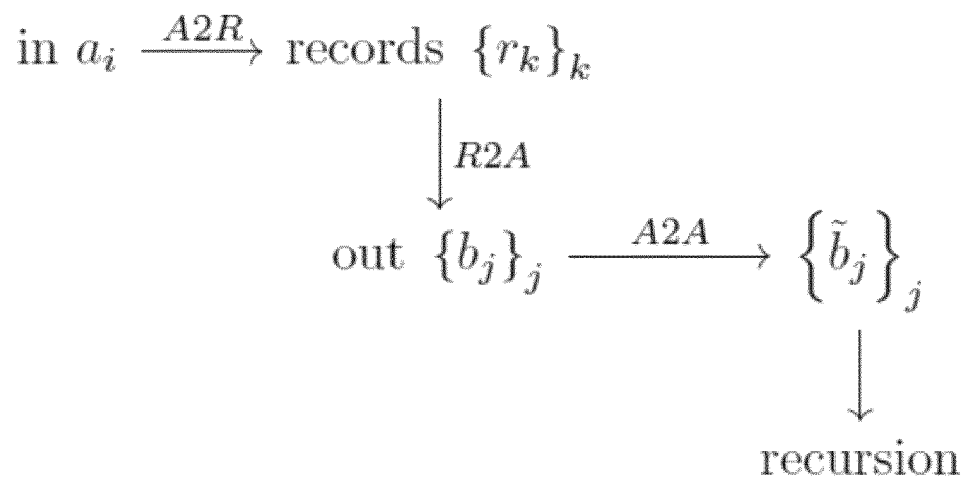 in a_i A2R records {r_k}_k
R2A
out {b_j}_j A2A {b̃_j}_j
recursion